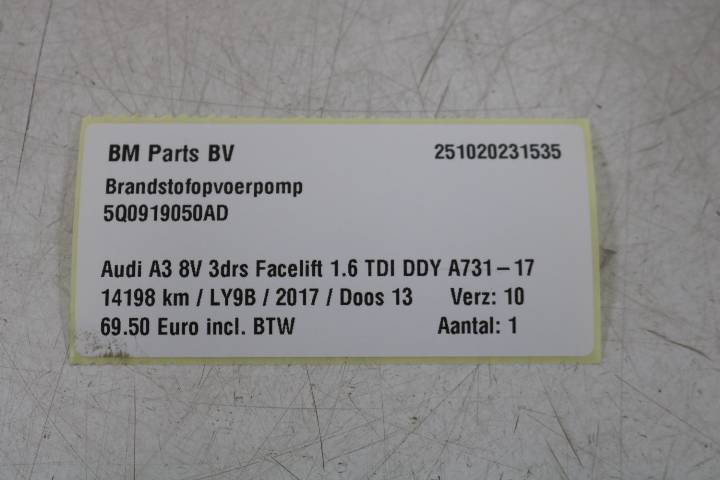 BM Parts BV 251020231535
Brandstofopvoerpomp
5Q0919050AD
Audi A3 8V 3drs Facelift 1.6 TDI DDY A731-17
14198 km / LY9B / 2017 / Doos 13 Verz: 10
69.50 Euro incl. BTW Aantal: 1